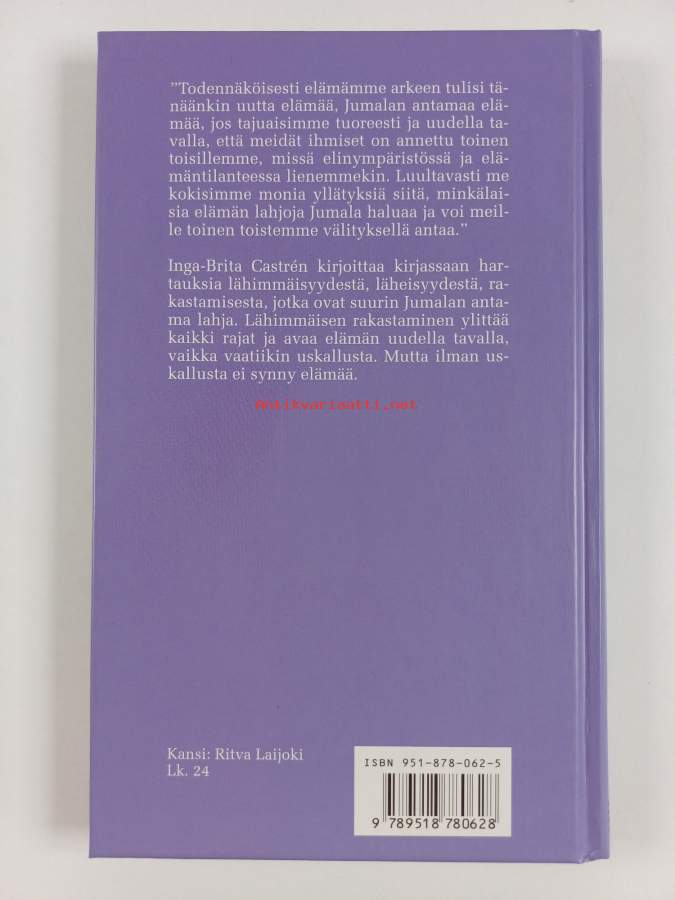 ”Todennäköisesti elämämme arkeen tulisi tä-
näänkin uutta elämää, Jumalan antamaa elä-
mää, jos tajuaisimme tuoreesti ja uudella ta-
valla, että meidät ihmiset on annettu toinen
toisillemme, missä elinympäristössä ja elä-
mäntilanteessa lienemmekin. Luultavasti me
kokisimme monia yllätyksiä siitä, minkälai-
sia elämän lahjoja Jumala haluaa ja voi meil-
le toinen toistemme välityksellä antaa.”
Inga-Brita Castrén kirjoittaa kirjassaan har-
tauksia lähimmäisyydestä, läheisyydestä, ra-
kastamisesta, jotka ovat suurin Jumalan anta-
ma lahja. Lähimmäisen rakastaminen ylittää
kaikki rajat ja avaa elämän uudella tavalla,
vaikka vaatiikin uskallusta. Mutta ilman us-
kallusta ei synny elämää.
Antikvariaatti.net
Kansi: Ritva Laijoki
Lk. 24
ISBN 951-878-062-5
9 789518 780628